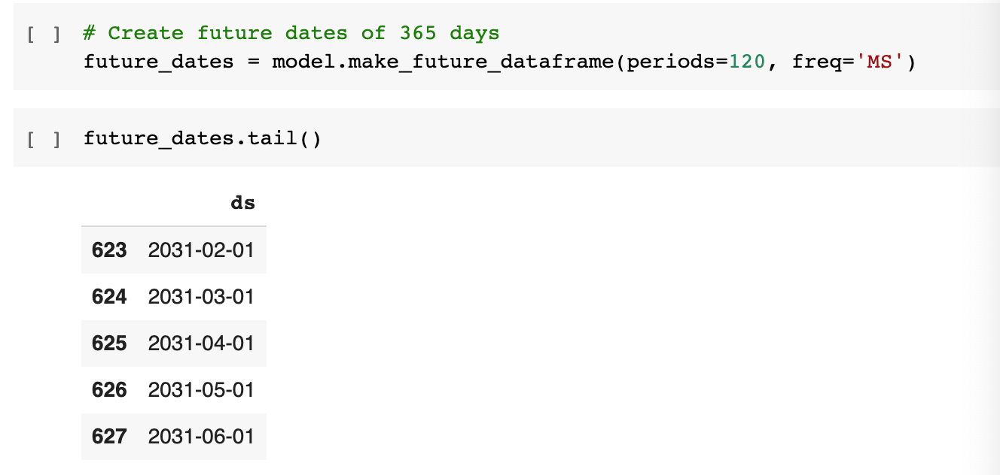 [ ] # Create future dates of 365 days
future_dates = model.make_future_dataframe(periods=120, freq='MS')
[ ] future_dates.tail()
ds
623 2031-02-01
624 2031-03-01
625 2031-04-01
626 2031-05-01
627 2031-06-01